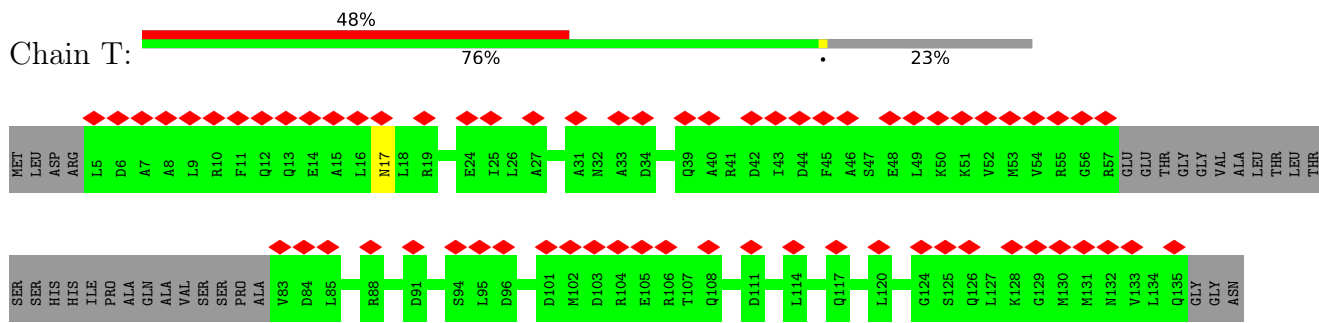 48%
Chain T:
76% • 23%
MET LEU ASP ARG L5 D6 A7 A8 L9 R10 F11 Q12 Q13 E14 A15 L16 N17 L18 R19 E24 I25 L26 A27 A31 N32 A33 D34 Q39 A40 R41 D42 I43 D44 F45 A46 S47 E48 L49 K50 K51 V52 M53 V54 R55 G56 R57 GLU GLU THR GLY GLY VAL ALA LEU THR LEU THR
SER SER HIS HIS ILE PRO ALA GLN ALA VAL SER SER PRO ALA V83 D84 L85 R88 D91 S94 L95 D96 D101 M102 D103 R104 E105 R106 T107 Q108 D111 L114 Q117 L120 G124 S125 Q126 L127 K128 G129 M130 M131 N132 V133 L134 Q135 GLY GLY ASN